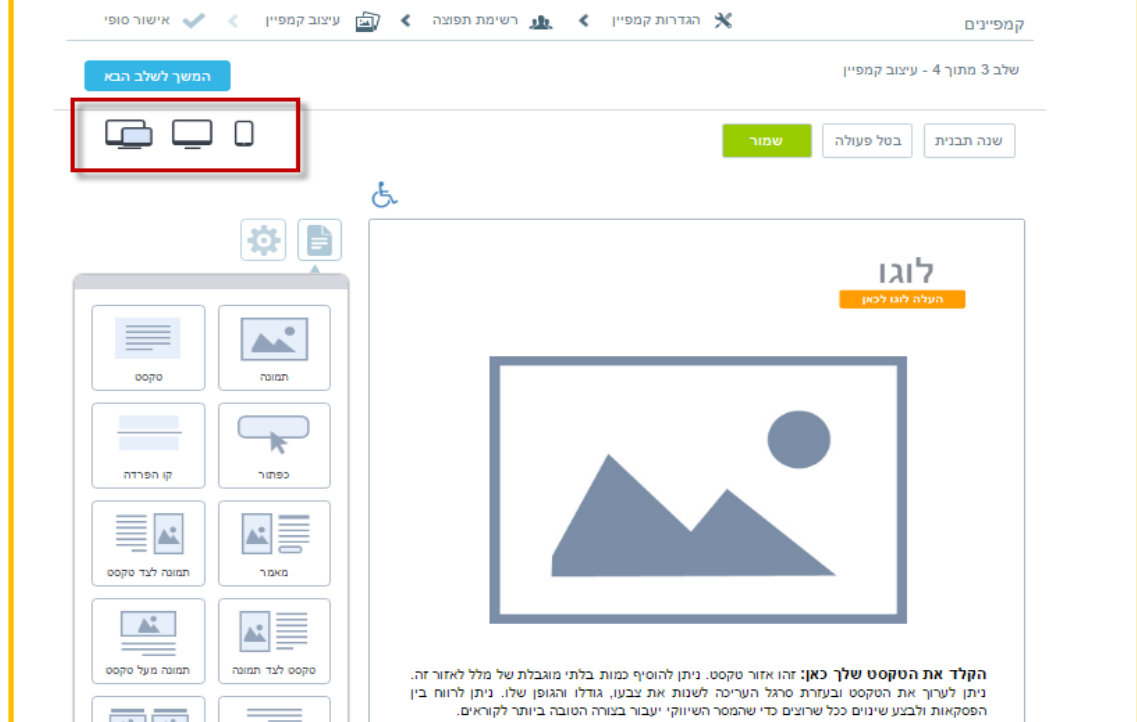 קמפיינים
הגדרות קמפיין
רשימת תפוצה
עיצוב קמפיין
אישור סופי
שלב 3 מתוך 4 - עיצוב קמפיין
המשך לשלב הבא
שנה תבנית
בטל פעולה
שמור
לוגו
העלה לוגו לכאן
תמונה
טקסט
כפתור
קו הפרדה
מאמר
תמונה לצד טקסט
טקסט לצד תמונה
תמונה מעל טקסט
הקלד את הטקסט שלך כאן: זהו אזור טקסט. ניתן להוסיף כמות בלתי מוגבלת של מלל לאזור זה.
ניתן לערוך את הטקסט ובעזרת סרגל העריכה לשנות את צבעו, גודלו והגופן שלו. ניתן לרווח בין
הפסקאות ולבצע שינוים ככל שרוצים כדי שהמסר השיווקי יעבור בצורה הטובה ביותר לקוראים.